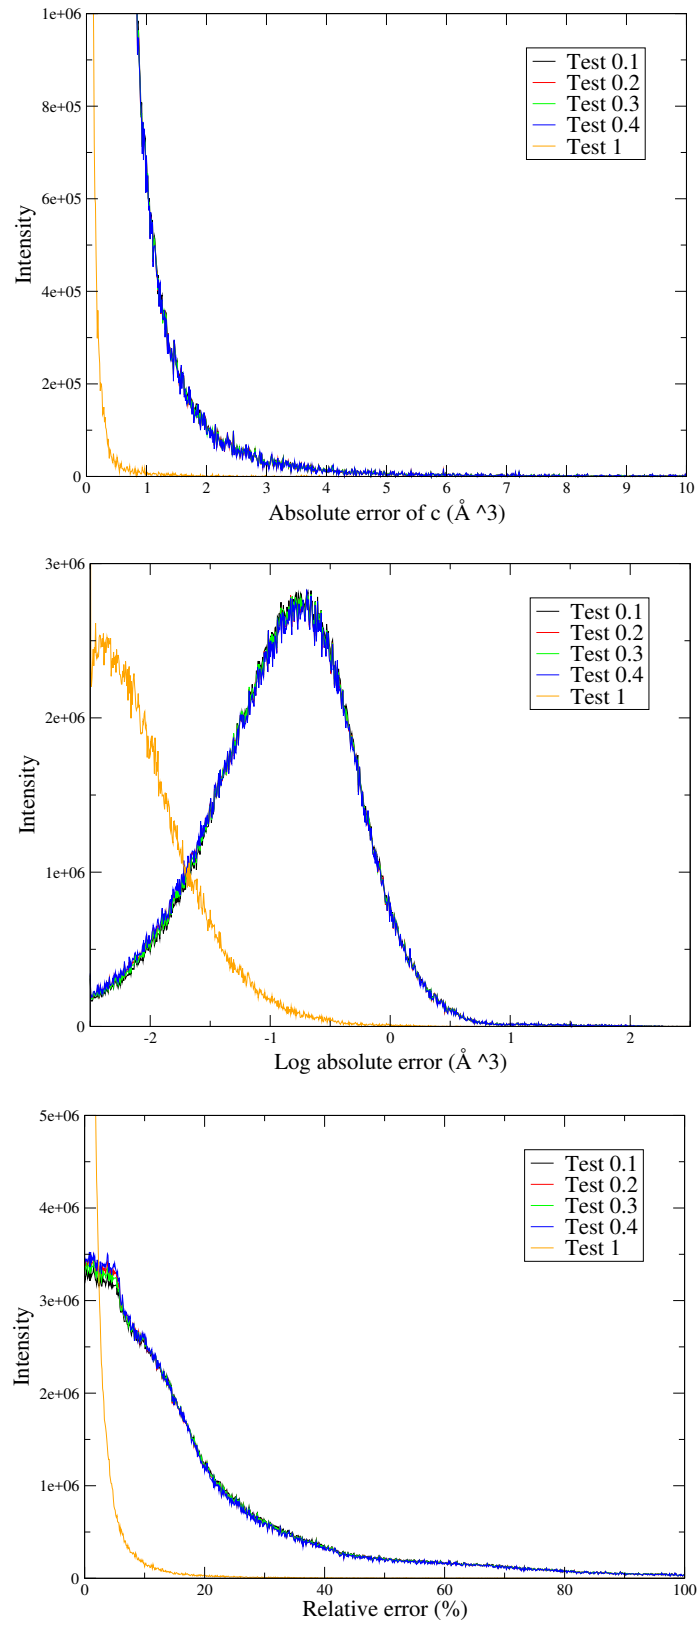 1e+06
8e+05
6e+05
4e+05
2e+05
0
Intensity
Test 0.1
Test 0.2
Test 0.3
Test 0.4
Test 1
0 1 2 3 4 5 6 7 8 9 10
Absolute error of c (Å ^3)
3e+06
2e+06
1e+06
0
Intensity
Test 0.1
Test 0.2
Test 0.3
Test 0.4
Test 1
-2 -1 0 1 2
Log absolute error (Å ^3)
5e+06
4e+06
3e+06
2e+06
1e+06
0
Intensity
Test 0.1
Test 0.2
Test 0.3
Test 0.4
Test 1
0 20 40 60 80 100
Relative error (%)